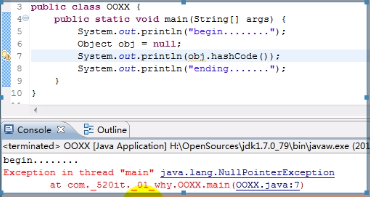 3 public class OOXX {
4 public static void main(String[] args) {
5 System.out.println("begin........");
6 Object obj = null;
7 System.out.println(obj.hashCode());
8 System.out.println("ending.......");
9 }
10 }
Console Outline
<terminated> OOXX [Java Application] H:\OpenSources\jdk1.7.0_79\bin\javaw.exe (201
begin........
Exception in thread "main" java.lang.NullPointerException
at com._520it._01_why.OOXX.main(OOXX.java:7)